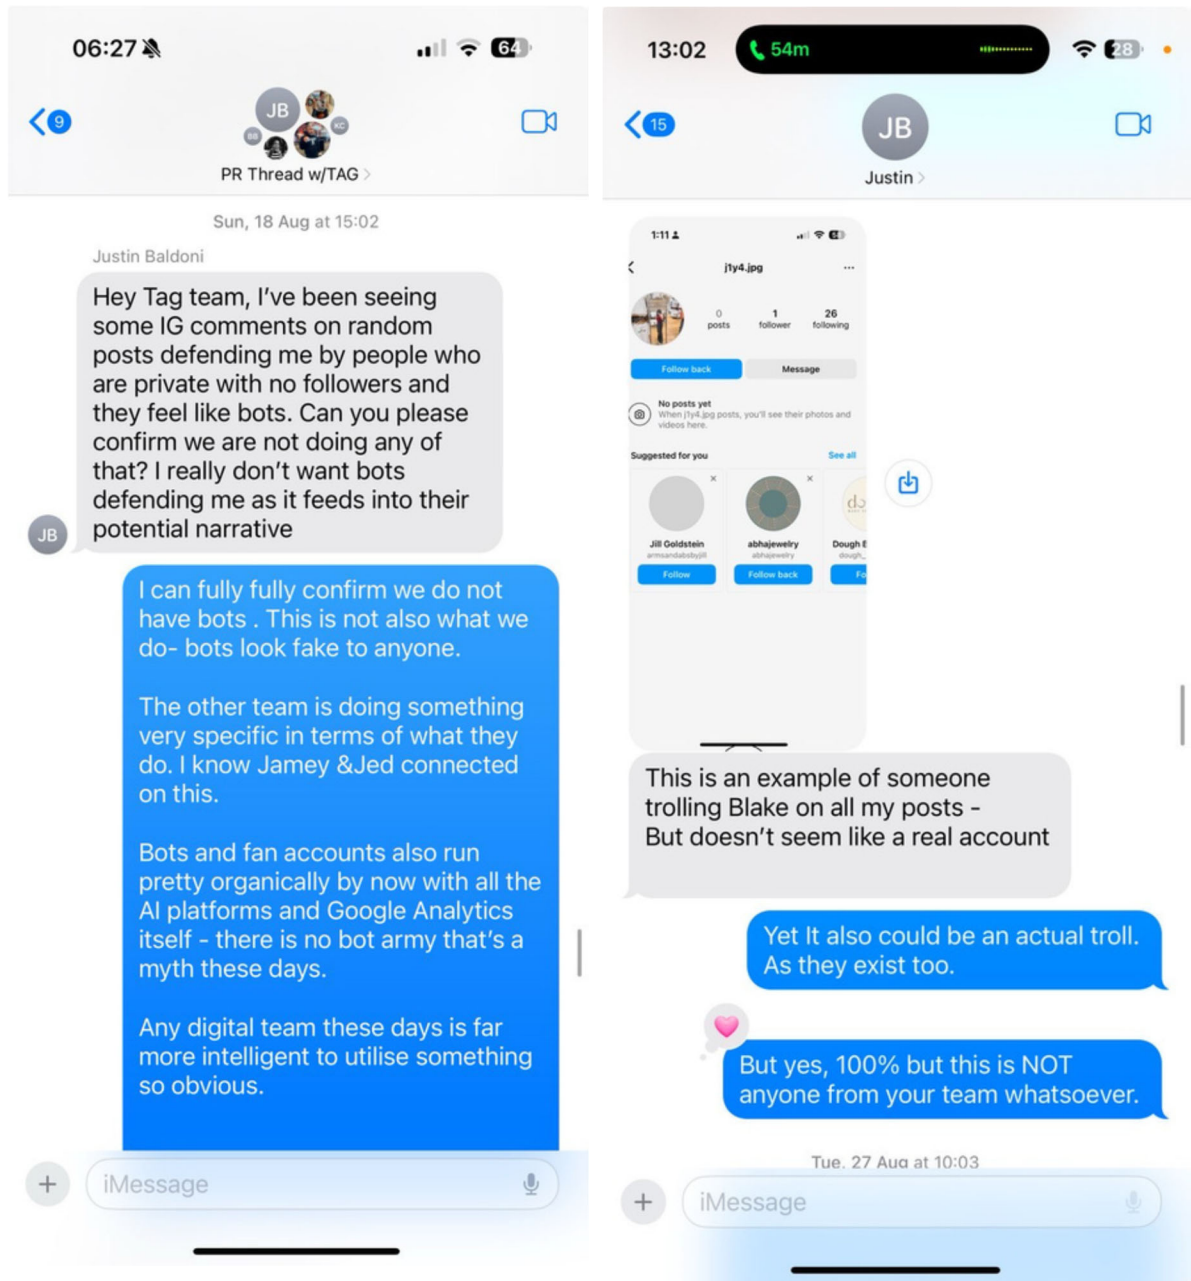 06:27
64
9
JB
BB
KC
PR Thread w/TAG >
Sun, 18 Aug at 15:02
Justin Baldoni
Hey Tag team, I've been seeing
some IG comments on random
posts defending me by people who
are private with no followers and
they feel like bots. Can you please
confirm we are not doing any of
that? I really don't want bots
defending me as it feeds into their
potential narrative
JB
I can fully fully confirm we do not
have bots . This is not also what we
do- bots look fake to anyone.
The other team is doing something
very specific in terms of what they
do. I know Jamey &Jed connected
on this.
Bots and fan accounts also run
pretty organically by now with all the
AI platforms and Google Analytics
itself - there is no bot army that's a
myth these days.
Any digital team these days is far
more intelligent to utilise something
so obvious.
iMessage
13:02
54m
28
15
JB
Justin >
1:11
j1y4.jpg
0 1 26
posts follower following
Follow back Message
No posts yet
When j1y4.jpg posts, you'll see their photos and
videos here.
Suggested for you See all
Jill Goldstein abhajewelry Dough E
armsandabsbyjill abhajewelry dough_
Follow Follow back Fo
This is an example of someone
trolling Blake on all my posts -
But doesn't seem like a real account
Yet It also could be an actual troll.
As they exist too.
But yes, 100% but this is NOT
anyone from your team whatsoever.
Tue, 27 Aug at 10:03
iMessage